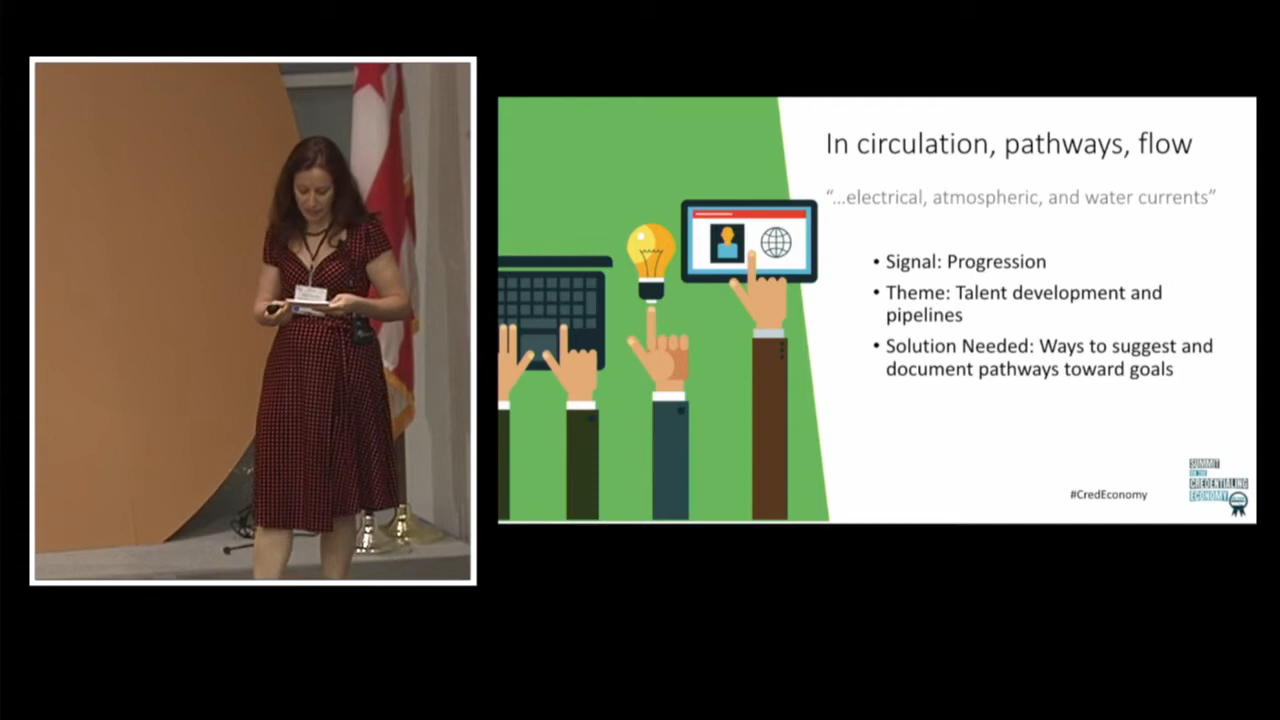 In circulation, pathways, flow
“...electrical, atmospheric, and water currents”
• Signal: Progression
• Theme: Talent development and
pipelines
• Solution Needed: Ways to suggest and
document pathways toward goals
#CredEconomy
SUMMIT
ON THE
CREDENTIALING
ECONOMY